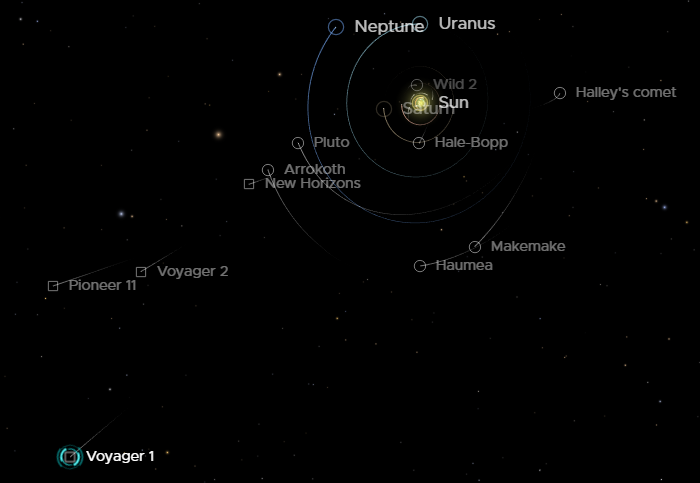 Neptune
Uranus
Wild 2
Halley's comet
Sun
Saturn
Pluto
Hale-Bopp
Arrokoth
New Horizons
Makemake
Haumea
Voyager 2
Pioneer 11
Voyager 1